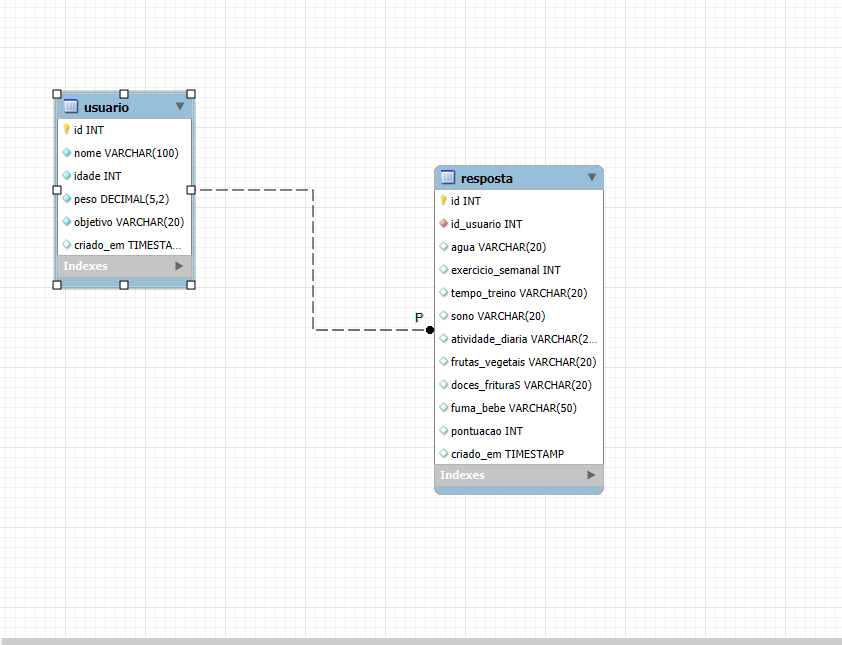 usuario
id INT
nome VARCHAR(100)
idade INT
peso DECIMAL(5,2)
objetivo VARCHAR(20)
criado_em TIMESTA...
Indexes
P
resposta
id INT
id_usuario INT
agua VARCHAR(20)
exercicio_semanal INT
tempo_treino VARCHAR(20)
sono VARCHAR(20)
atividade_diaria VARCHAR(2...
frutas_vegetais VARCHAR(20)
doces_frituraS VARCHAR(20)
fuma_bebe VARCHAR(50)
pontuacao INT
criado_em TIMESTAMP
Indexes